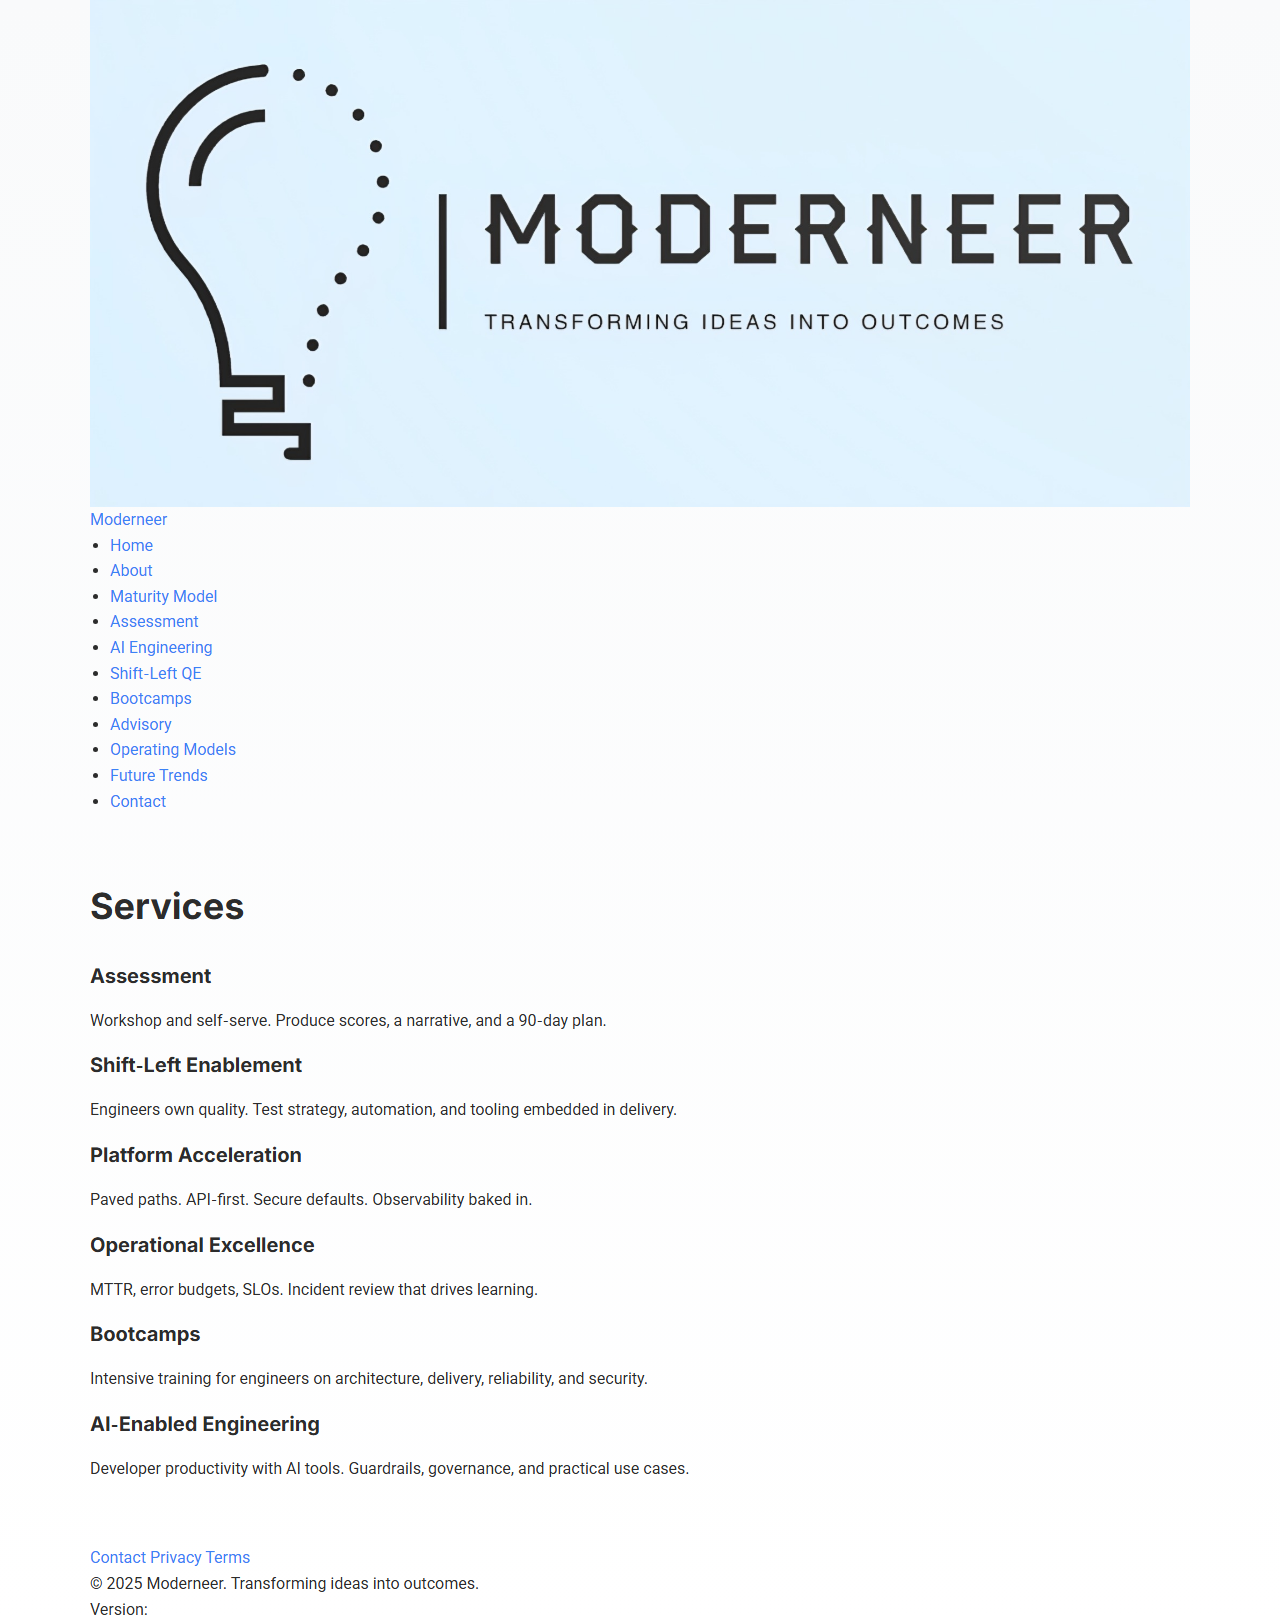 MODERNEER
TRANSFORMING IDEAS INTO OUTCOMES
Moderneer
Home
About
Maturity Model
Assessment
AI Engineering
Shift-Left QE
Bootcamps
Advisory
Operating Models
Future Trends
Contact
Services
Assessment
Workshop and self-serve. Produce scores, a narrative, and a 90-day plan.
Shift-Left Enablement
Engineers own quality. Test strategy, automation, and tooling embedded in delivery.
Platform Acceleration
Paved paths. API-first. Secure defaults. Observability baked in.
Operational Excellence
MTTR, error budgets, SLOs. Incident review that drives learning.
Bootcamps
Intensive training for engineers on architecture, delivery, reliability, and security.
AI-Enabled Engineering
Developer productivity with AI tools. Guardrails, governance, and practical use cases.
Contact Privacy Terms
© 2025 Moderneer. Transforming ideas into outcomes.
Version: